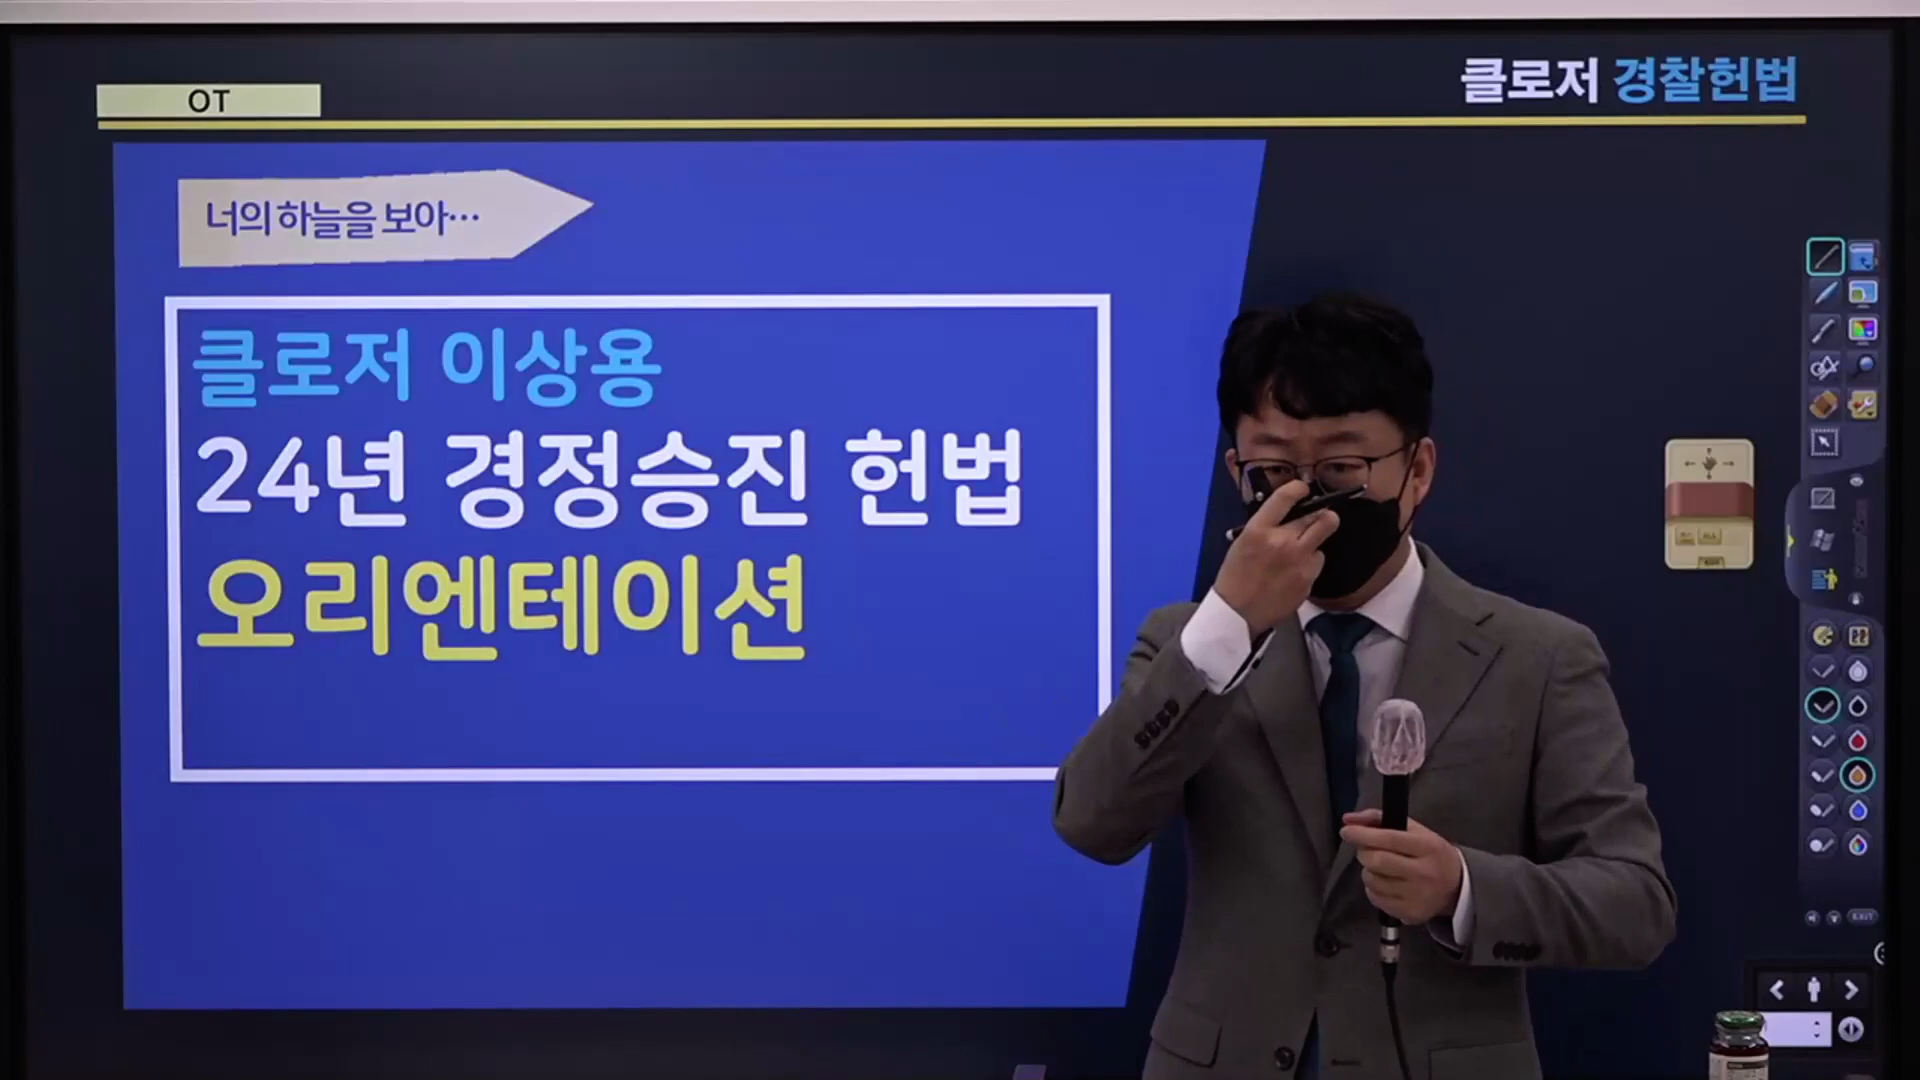 OT
클로저 경찰헌법
너의 하늘을 보아…
클로저 이상용
24년 경정승진 헌법
오리엔테이션
EXIT